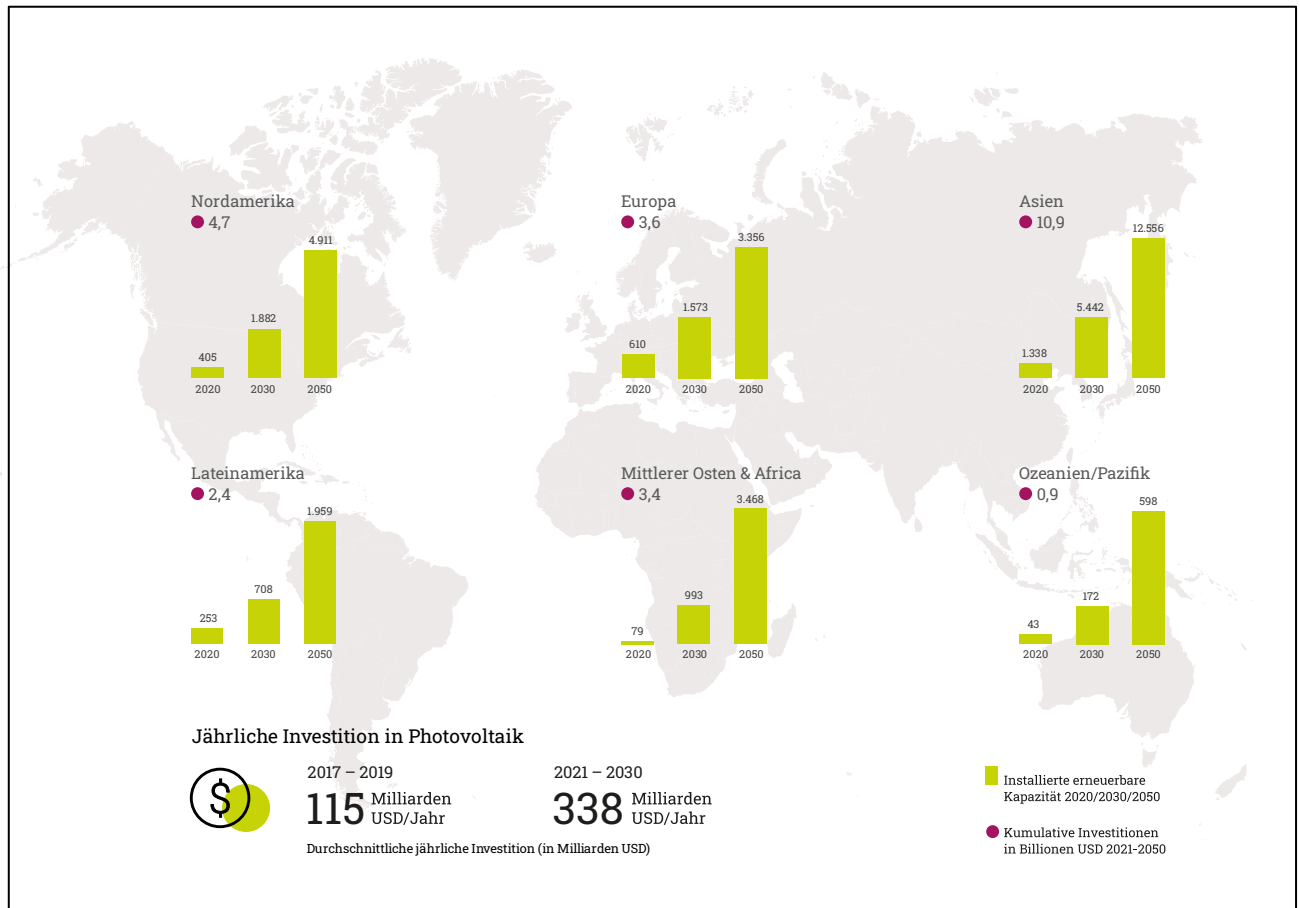 Nordamerika
4,7
4.911
1.882
405
2020 2030 2050
Europa
3,6
3.356
1.573
610
2020 2030 2050
Asien
10,9
12.556
5.442
1.338
2020 2030 2050
Lateinamerika
2,4
1.959
708
253
2020 2030 2050
Mittlerer Osten & Africa
3,4
3.468
993
79
2020 2030 2050
Ozeanien/Pazifik
0,9
598
172
43
2020 2030 2050
Jährliche Investition in Photovoltaik
$
2017 – 2019
115 Milliarden
USD/Jahr
2021 – 2030
338 Milliarden
USD/Jahr
Durchschnittliche jährliche Investition (in Milliarden USD)
Installierte erneuerbare
Kapazität 2020/2030/2050
Kumulative Investitionen
in Billionen USD 2021-2050